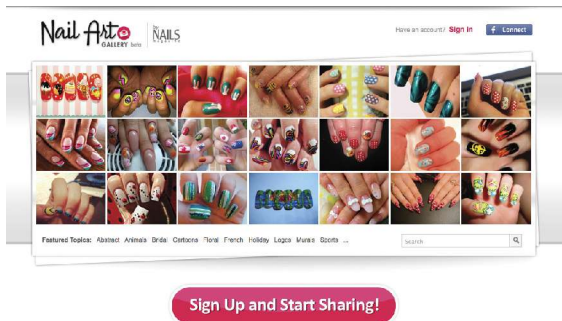 Nail Art
GALLERY beta
NAILS
Have an account? Sign In
f Connect
Featured Topics: Abstract Animals Bridal Cartoons Floral French Holiday Logos Murals Sports ...
Search
Sign Up and Start Sharing!